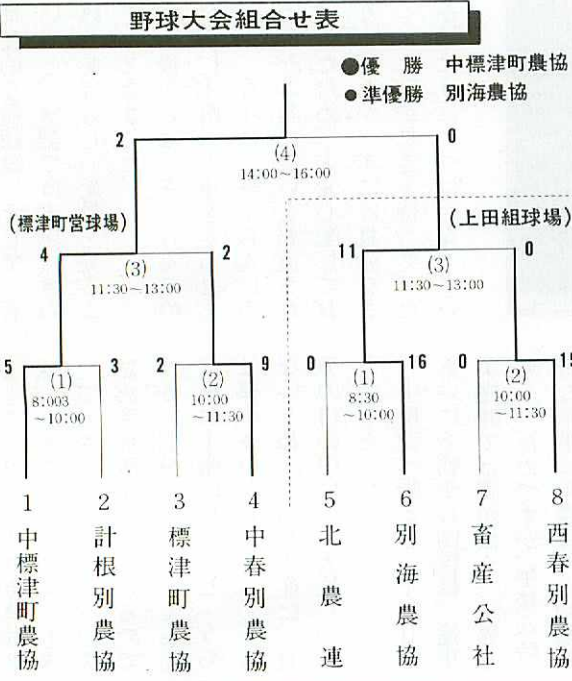 野球大会組合せ表
●優　勝　中標津町農協
●準優勝　別海農協
2
0
(4)
14:00～16:00
(標津町営球場)
(上田組球場)
4
2
11
0
(3)
11:30～13:00
(3)
11:30～13:00
5
3
2
9
0
16
0
15
(1)
8:003
～10:00
(2)
10:00
～11:30
(1)
8:30
～10:00
(2)
10:00
～11:30
1 中標津町農協
2 計根別農協
3 標津町農協
4 中春別農協
5 北農連
6 別海農協
7 畜産公社
8 西春別農協